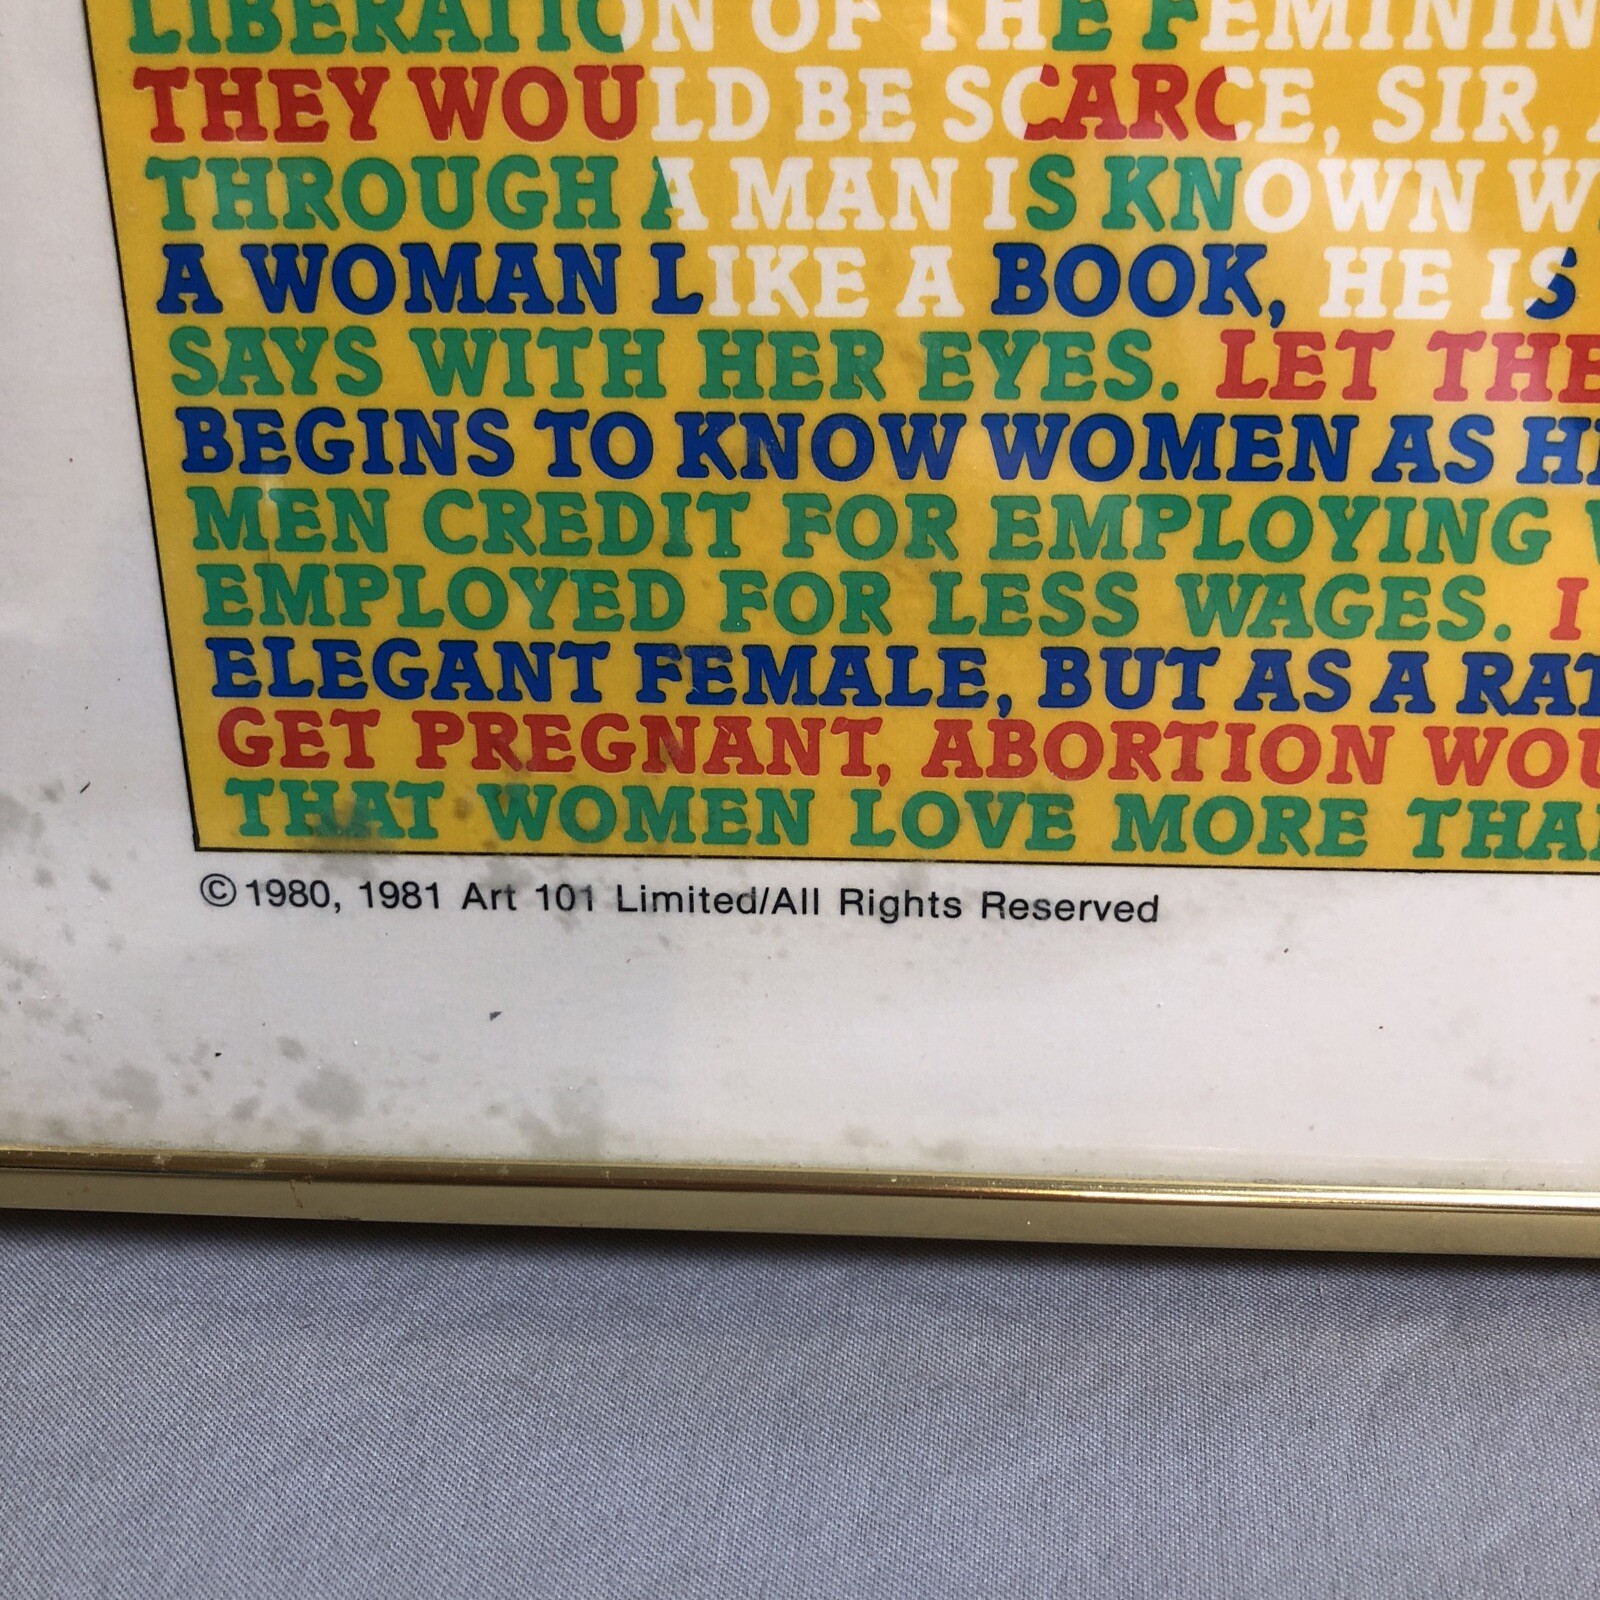 LIBERATION OF THE FEMININ
THEY WOULD BE SCARCE, SIR,
THROUGH A MAN IS KNOWN W
A WOMAN LIKE A BOOK, HE IS
SAYS WITH HER EYES. LET THE
BEGINS TO KNOW WOMEN AS H
MEN CREDIT FOR EMPLOYING
EMPLOYED FOR LESS WAGES. I
ELEGANT FEMALE, BUT AS A RAT
GET PREGNANT, ABORTION WOU
THAT WOMEN LOVE MORE THA
© 1980, 1981 Art 101 Limited/All Rights Reserved